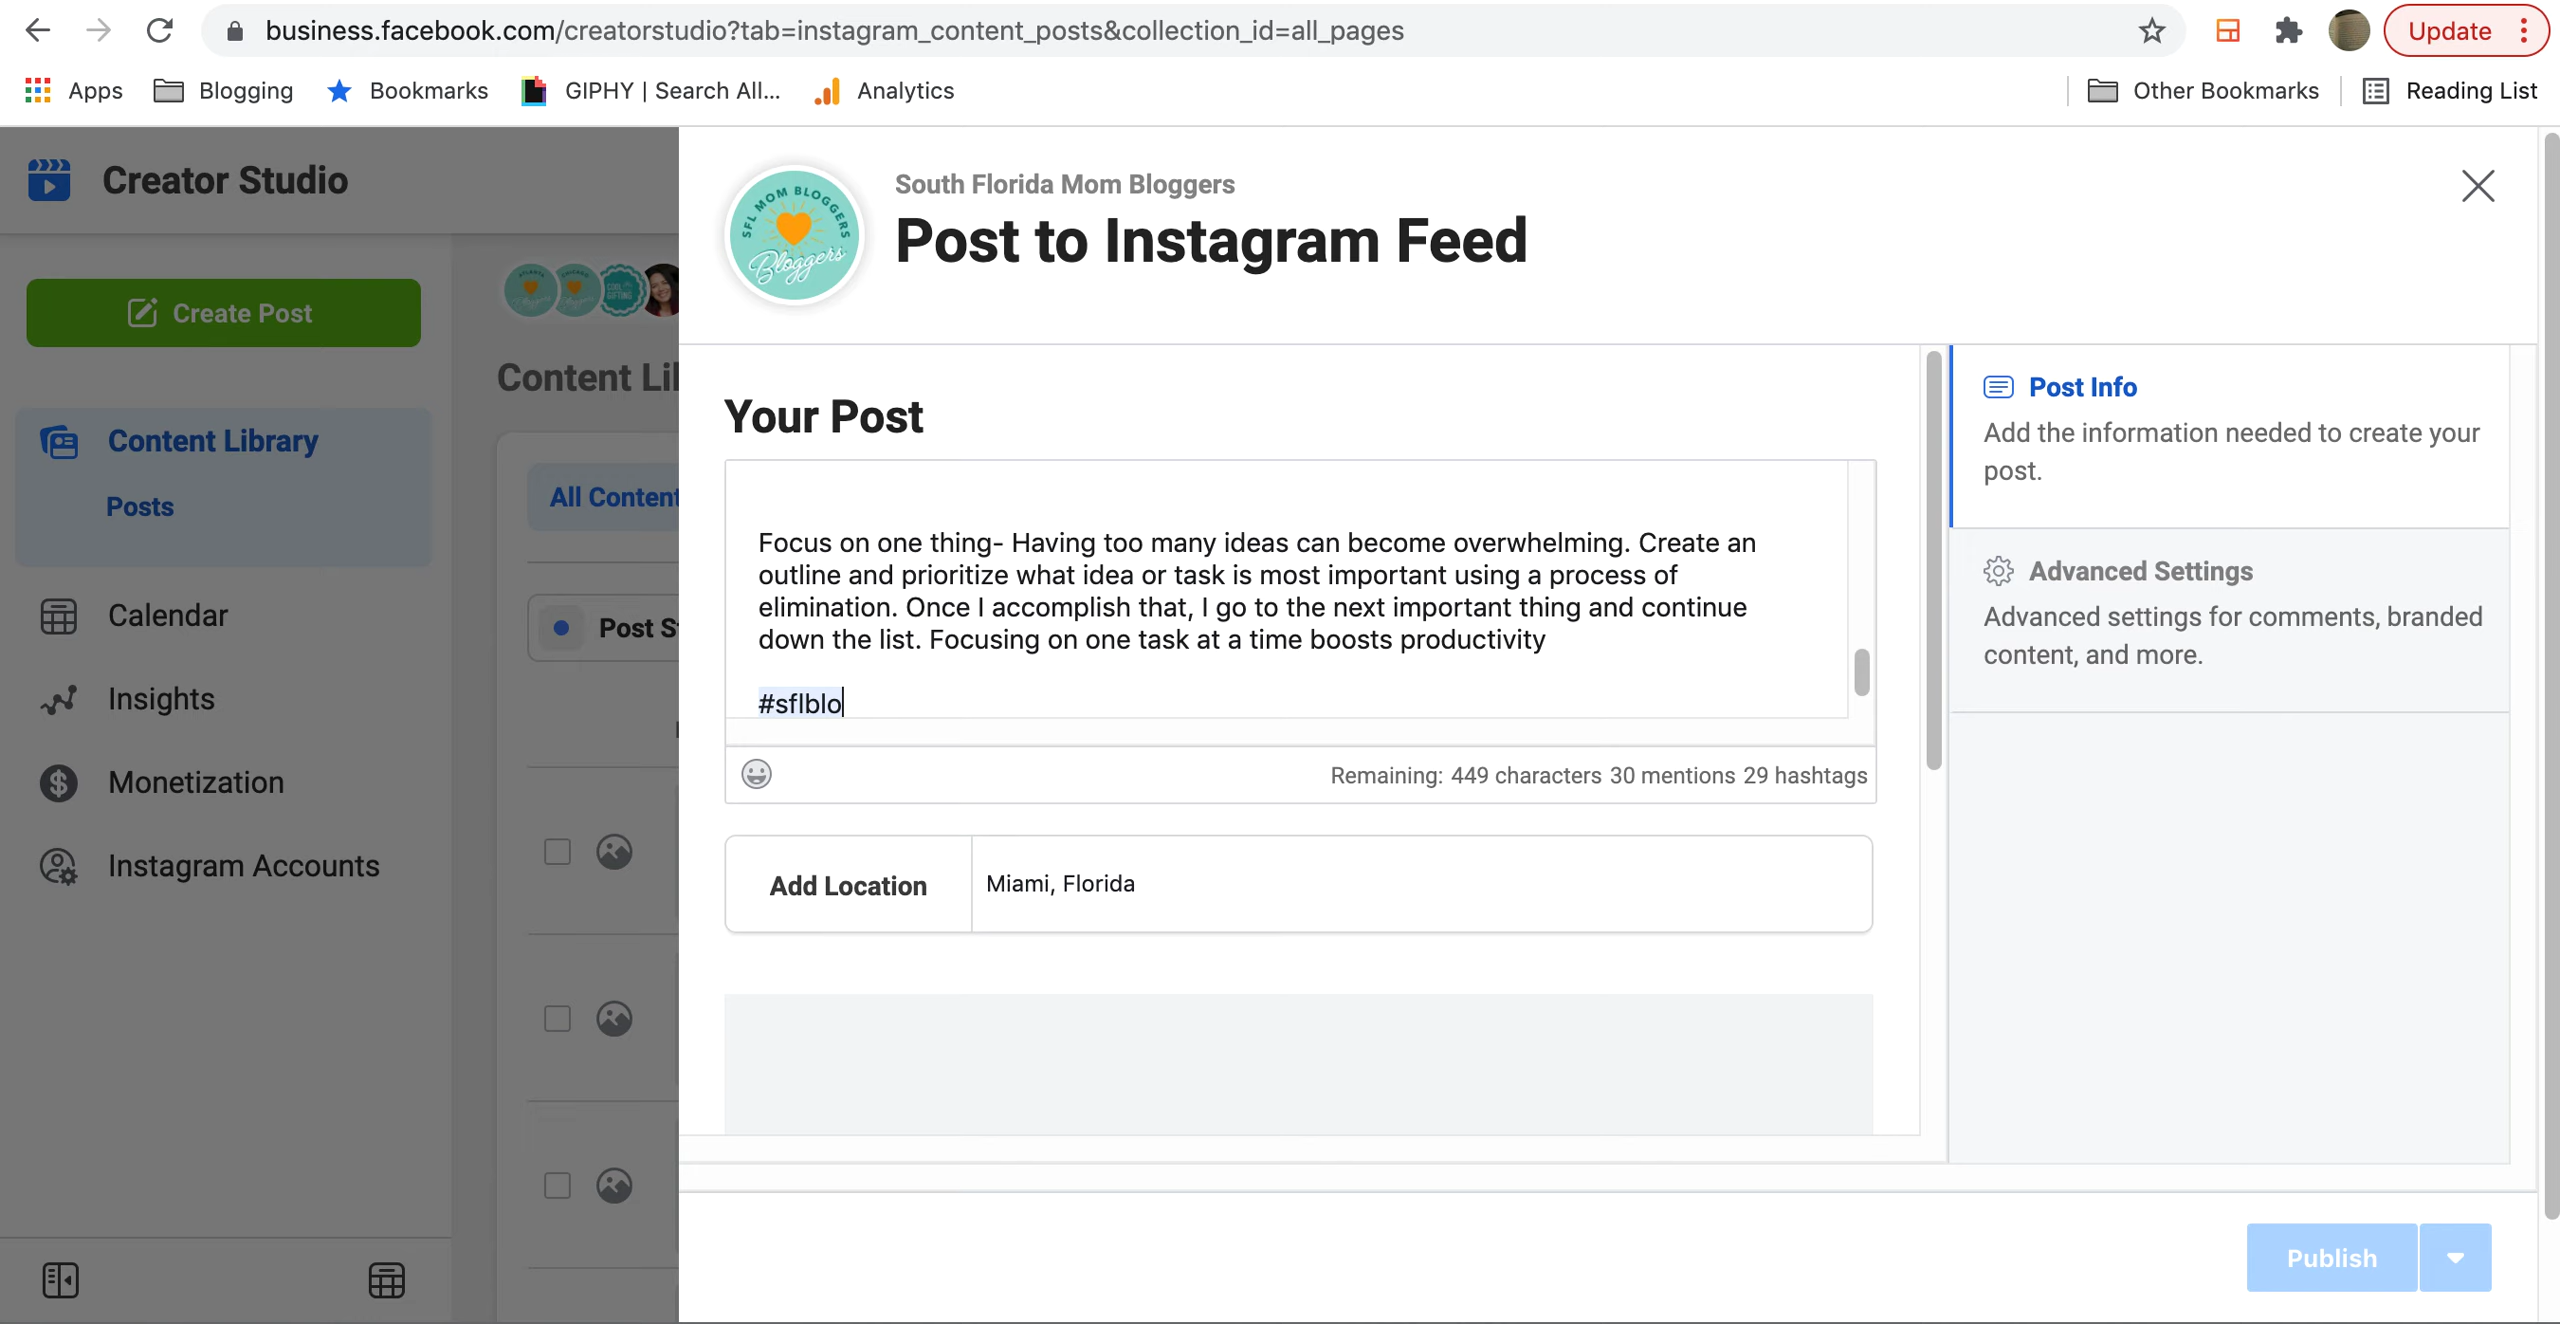 business.facebook.com/creatorstudio?tab=instagram_content_posts&collection_id=all_pages
Update
Apps
Blogging
Bookmarks
GIPHY | Search All...
Analytics
Other Bookmarks
Reading List
Creator Studio
Create Post
Content Library
Posts
Calendar
Insights
Monetization
Instagram Accounts
Content Li
All Content
Post S
SFL MOM BLOGGERS
Bloggers
South Florida Mom Bloggers
Post to Instagram Feed
Your Post
Focus on one thing- Having too many ideas can become overwhelming. Create an
outline and prioritize what idea or task is most important using a process of
elimination. Once I accomplish that, I go to the next important thing and continue
down the list. Focusing on one task at a time boosts productivity
#sflblo
Remaining: 449 characters 30 mentions 29 hashtags
Add Location
Miami, Florida
Post Info
Add the information needed to create your
post.
Advanced Settings
Advanced settings for comments, branded
content, and more.
Publish